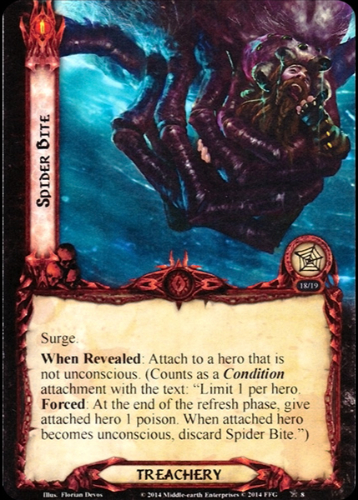 SPIDER BITE
18/19
Surge.
When Revealed: Attach to a hero that is
not unconscious. (Counts as a Condition
attachment with the text: “Limit 1 per hero.
Forced: At the end of the refresh phase, give
attached hero 1 poison. When attached hero
becomes unconscious, discard Spider Bite.”)
TREACHERY
Illus. Florian Devos © 2014 Middle-earth Enterprises © 2014 FFG 8